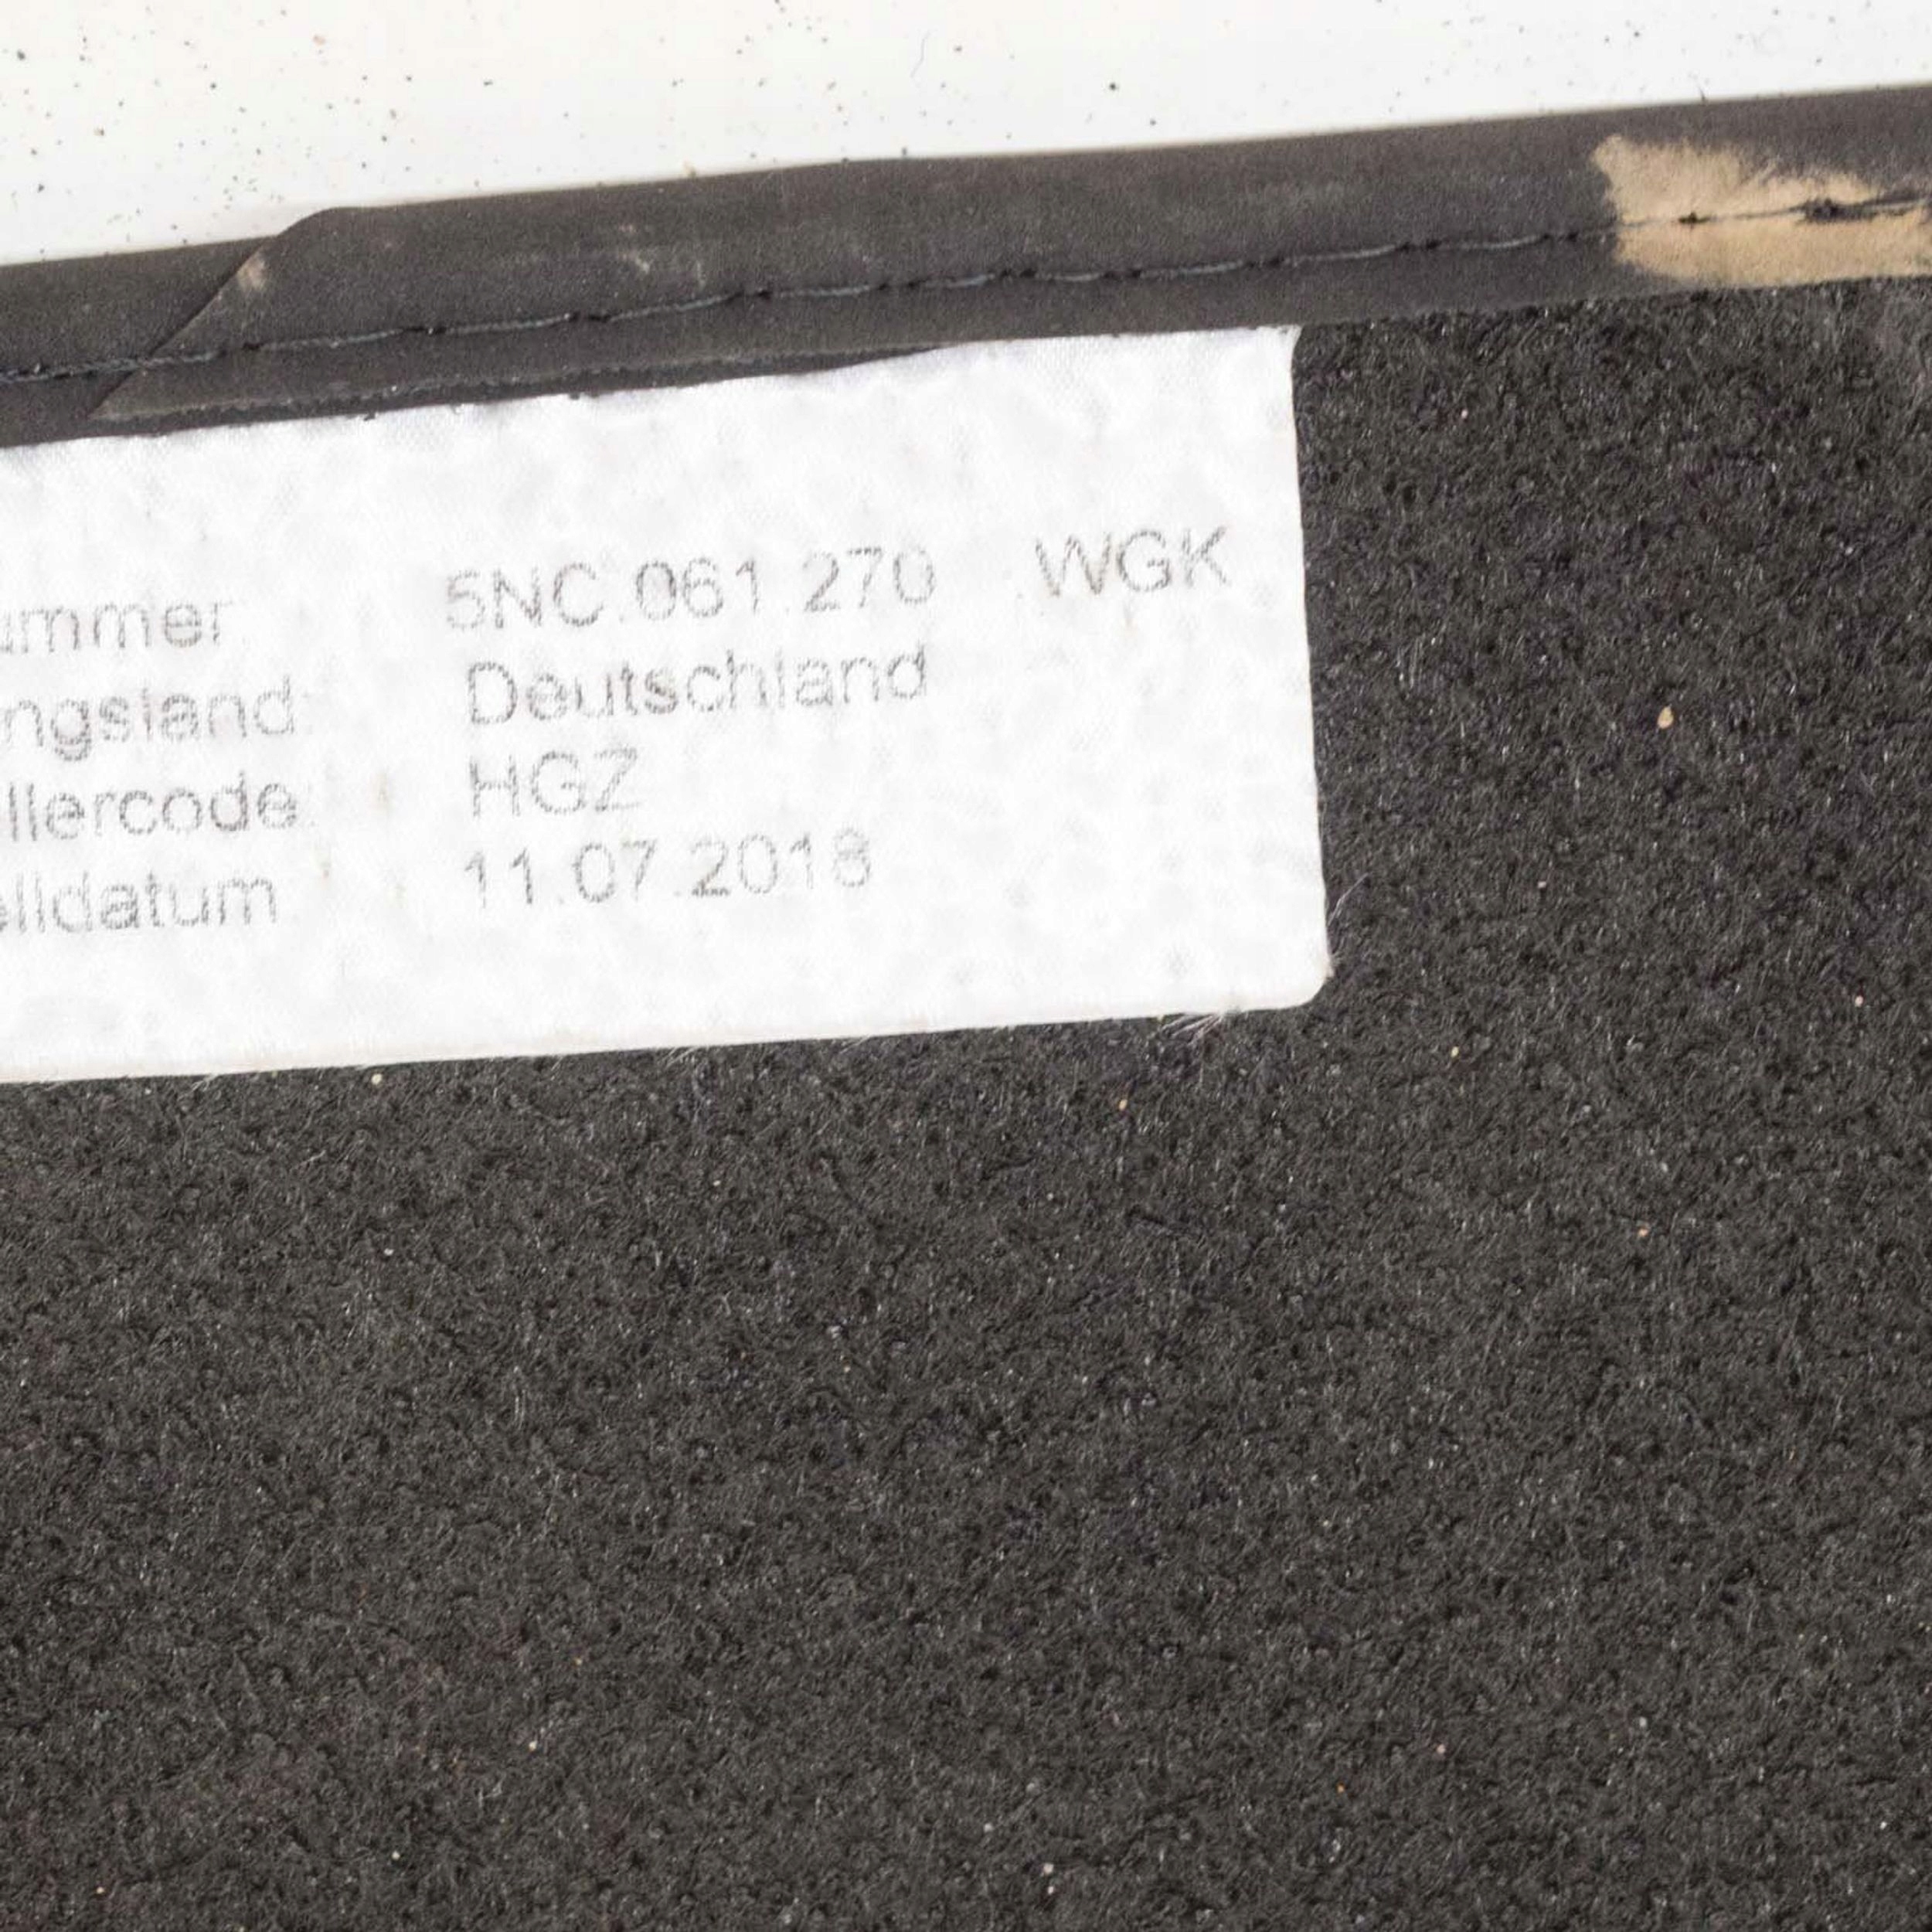 ummer 5NC.061.270 WGK
ngsland: Deutschland
llercode: HGZ
elldatum 11.07.2018